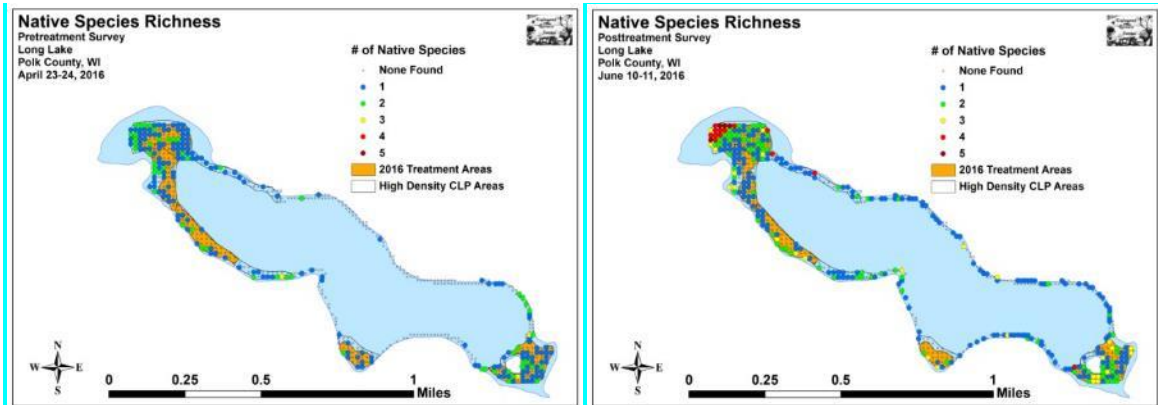 Native Species Richness
Pretreatment Survey
Long Lake
Polk County, WI
April 23-24, 2016
# of Native Species
None Found
1
2
3
4
5
2016 Treatment Areas
High Density CLP Areas
N
W
E
S
0
0.25
0.5
1
Miles
Native Species Richness
Posttreatment Survey
Long Lake
Polk County, WI
June 10-11, 2016
# of Native Species
None Found
1
2
3
4
5
2016 Treatment Areas
High Density CLP Areas
N
W
E
S
0
0.25
0.5
1
Miles